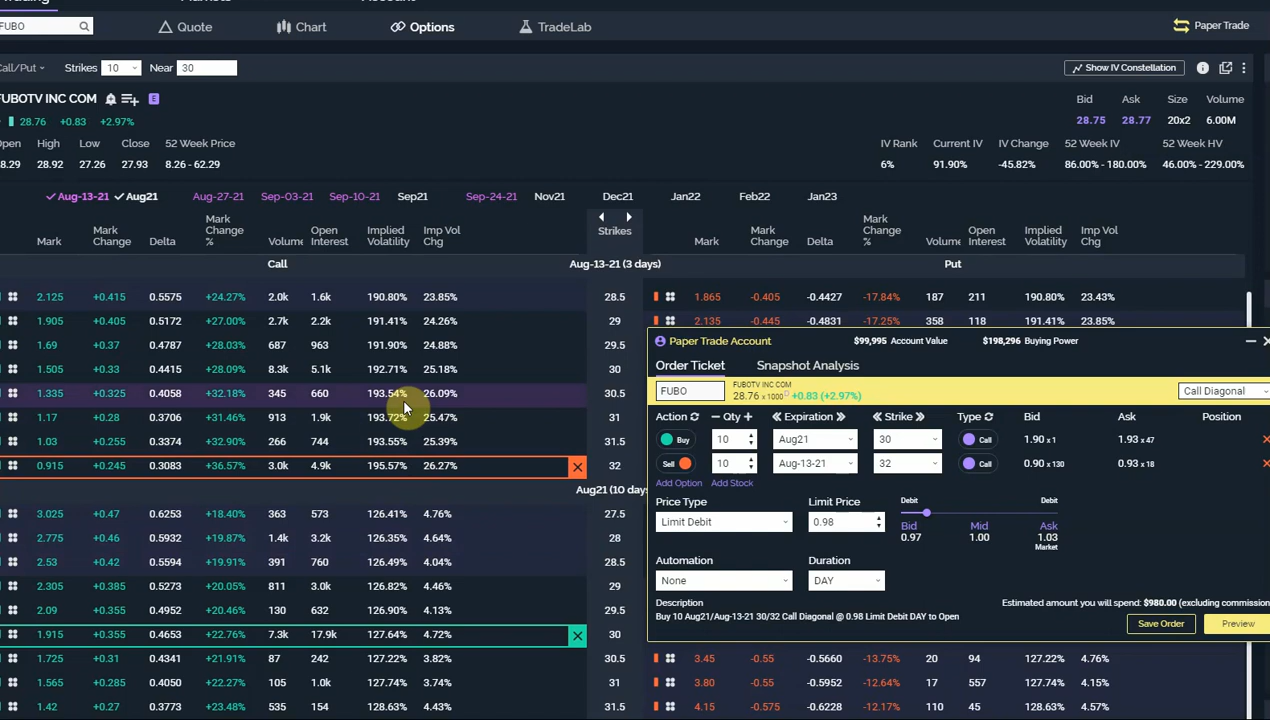 Trading Markets Account
FUBO Quote Chart Options TradeLab Paper Trade
Call/Put Strikes 10 Near 30 Show IV Constellation
FUBOTV INC COM E Bid Ask Size Volume
28.76 +0.83 +2.97% 28.75 28.77 20x2 6.00M
Open High Low Close 52 Week Price IV Rank Current IV IV Change 52 Week IV 52 Week HV
8.29 28.92 27.26 27.93 8.26 - 62.29 6% 91.90% -45.82% 86.00% - 180.00% 46.00% - 229.00%
Aug-13-21 Aug21 Aug-27-21 Sep-03-21 Sep-10-21 Sep21 Sep-24-21 Nov21 Dec21 Jan22 Feb22 Jan23
Mark Mark Change Delta Mark Change % Volume Open Interest Implied Volatility Imp Vol Chg Strikes Mark Mark Change Delta Mark Change % Volume Open Interest Implied Volatility Imp Vol Chg
Call Aug-13-21 (3 days) Put
2.125 +0.415 0.5575 +24.27% 2.0k 1.6k 190.80% 23.85% 28.5 1.865 -0.405 -0.4427 -17.84% 187 211 190.80% 23.43%
1.905 +0.405 0.5172 +27.00% 2.7k 2.2k 191.41% 24.26% 29 2.135 -0.445 -0.4831 -17.25% 358 118 191.41% 23.85%
1.69 +0.37 0.4787 +28.03% 687 963 191.90% 24.88% 29.5
1.505 +0.33 0.4415 +28.09% 8.3k 5.1k 192.71% 25.18% 30
1.335 +0.325 0.4058 +32.18% 345 660 193.54% 26.09% 30.5
1.17 +0.28 0.3706 +31.46% 913 1.9k 193.72% 25.47% 31
1.03 +0.255 0.3374 +32.90% 266 744 193.55% 25.39% 31.5
0.915 +0.245 0.3083 +36.57% 3.0k 4.9k 195.57% 26.27% 32
Aug21 (10 days)
3.025 +0.47 0.6253 +18.40% 363 573 126.41% 4.76% 27.5
2.775 +0.46 0.5932 +19.87% 1.4k 3.2k 126.35% 4.64% 28
2.53 +0.42 0.5594 +19.91% 391 760 126.49% 4.04% 28.5
2.305 +0.385 0.5273 +20.05% 811 3.0k 126.82% 4.36% 29
2.09 +0.355 0.4952 +20.46% 130 632 126.90% 4.13% 29.5
1.915 +0.355 0.4653 +22.76% 7.3k 17.9k 127.64% 4.72% 30
1.725 +0.31 0.4341 +21.91% 87 242 127.22% 3.82% 30.5 3.45 -0.55 -0.5660 -13.75% 20 94 127.22% 4.76%
1.565 +0.285 0.4050 +22.27% 105 1.0k 127.74% 3.74% 31 3.80 -0.55 -0.5952 -12.64% 17 557 127.74% 4.15%
1.42 +0.27 0.3773 +23.48% 535 154 128.63% 4.43% 31.5 4.15 -0.575 -0.6228 -12.17% 110 45 128.63% 4.57%
Paper Trade Account $99,995 Account Value $198,296 Buying Power
Order Ticket Snapshot Analysis
FUBO FUBOTV INC COM
28.76 x 1000 D +0.83 (+2.97%) Call Diagonal
Action Qty Expiration Strike Type Bid Ask Position
Buy 10 Aug21 30 Call 1.90 x 1 1.93 x 47
Sell 10 Aug-13-21 32 Call 0.90 x 130 0.93 x 18
Add Option Add Stock
Price Type Limit Price Debit Debit
Limit Debit 0.98 Bid Mid Ask
0.97 1.00 1.03
Market
Automation Duration
None DAY
Description Estimated amount you will spend: $980.00 (excluding commission
Buy 10 Aug21/Aug-13-21 30/32 Call Diagonal @ 0.98 Limit Debit DAY to Open
Save Order Preview